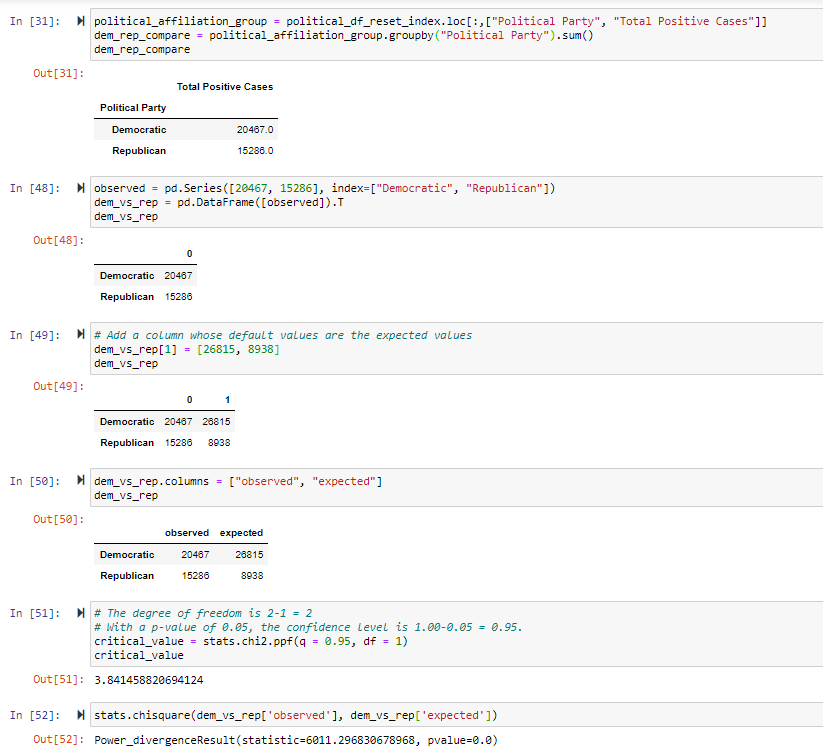 In [31]: political_affiliation_group = political_df_reset_index.loc[:,["Political Party", "Total Positive Cases"]]
dem_rep_compare = political_affiliation_group.groupby("Political Party").sum()
dem_rep_compare
Out[31]:
Total Positive Cases
Political Party
Democratic 20467.0
Republican 15286.0
In [48]: observed = pd.Series([20467, 15286], index=["Democratic", "Republican"])
dem_vs_rep = pd.DataFrame([observed]).T
dem_vs_rep
Out[48]:
0
Democratic 20467
Republican 15286
In [49]: # Add a column whose default values are the expected values
dem_vs_rep[1] = [26815, 8938]
dem_vs_rep
Out[49]:
0 1
Democratic 20467 26815
Republican 15286 8938
In [50]: dem_vs_rep.columns = ["observed", "expected"]
dem_vs_rep
Out[50]:
observed expected
Democratic 20467 26815
Republican 15286 8938
In [51]: # The degree of freedom is 2-1 = 2
# With a p-value of 0.05, the confidence level is 1.00-0.05 = 0.95.
critical_value = stats.chi2.ppf(q = 0.95, df = 1)
critical_value
Out[51]: 3.841458820694124
In [52]: stats.chisquare(dem_vs_rep['observed'], dem_vs_rep['expected'])
Out[52]: Power_divergenceResult(statistic=6011.296830678968, pvalue=0.0)